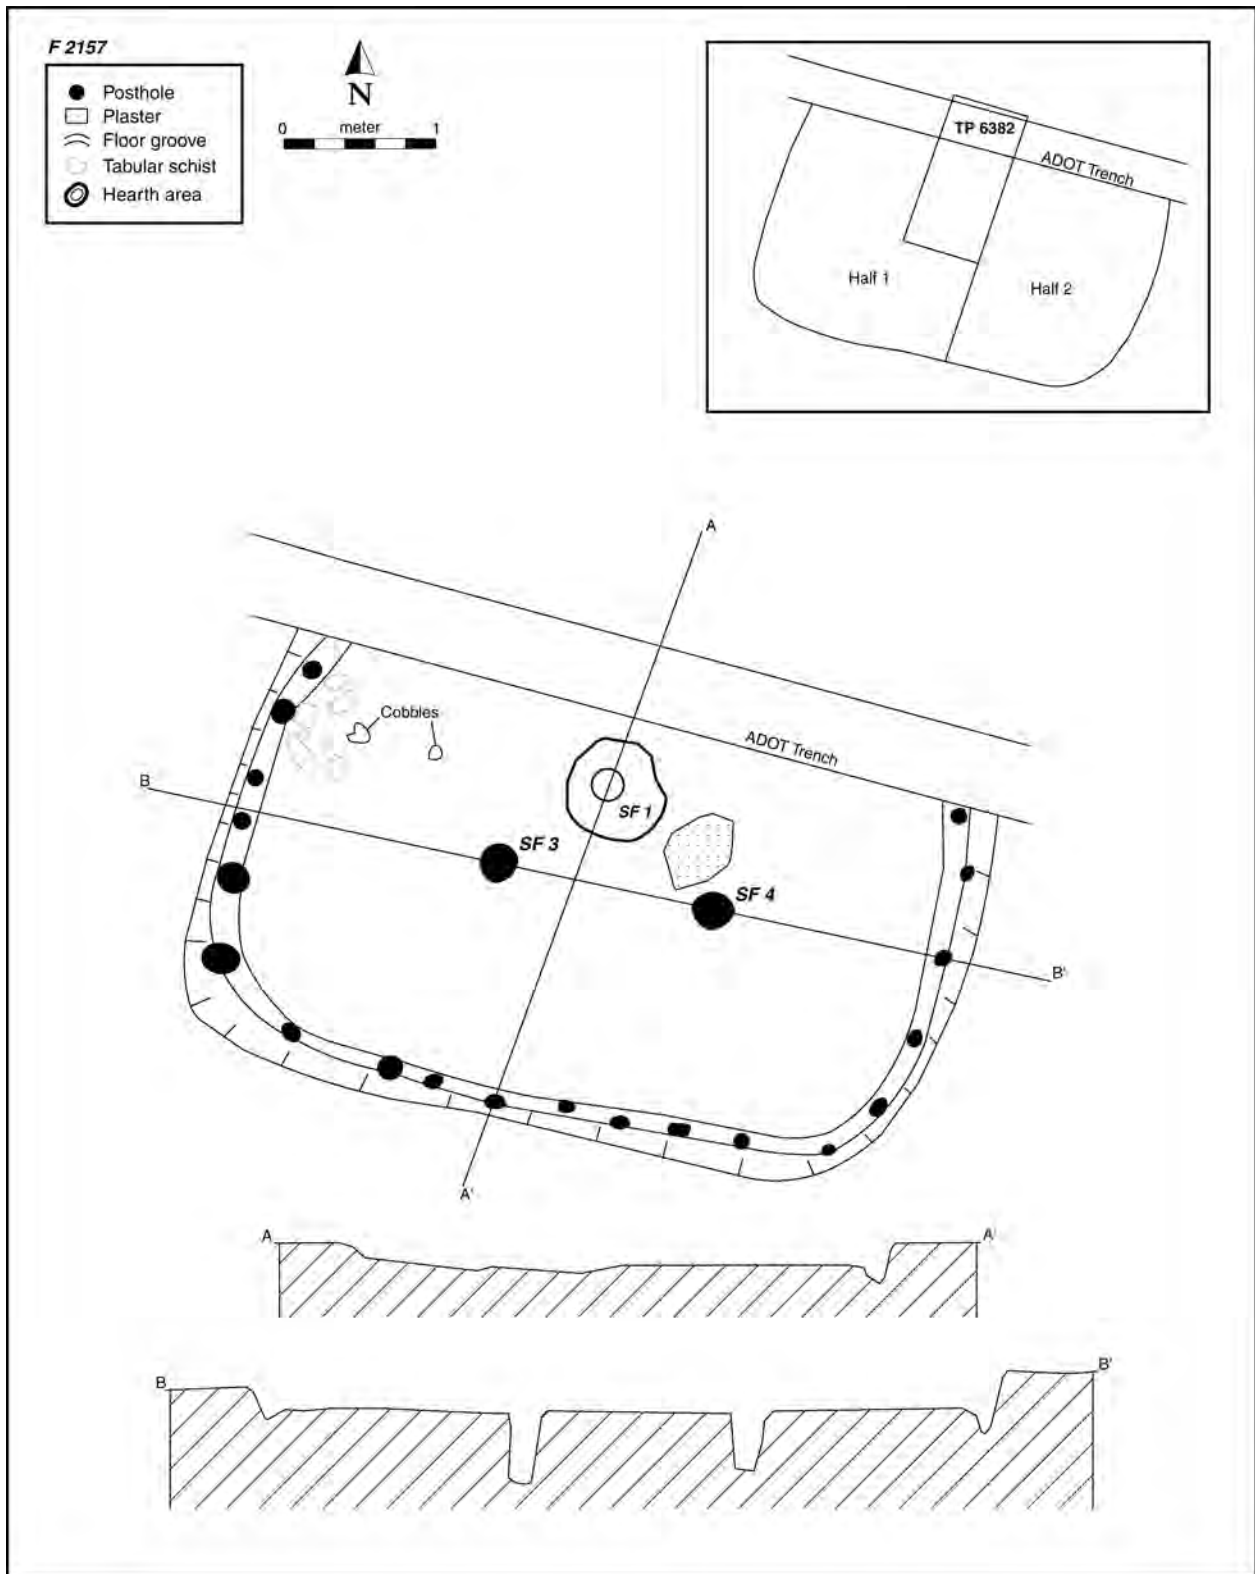 F 2157
Posthole
Plaster
Floor groove
Tabular schist
Hearth area
N
0 meter 1
TP 6382
ADOT Trench
Half 1
Half 2
A
Cobbles
ADOT Trench
B
SF 1
SF 3
SF 4
B'
A'
A A'
B B'